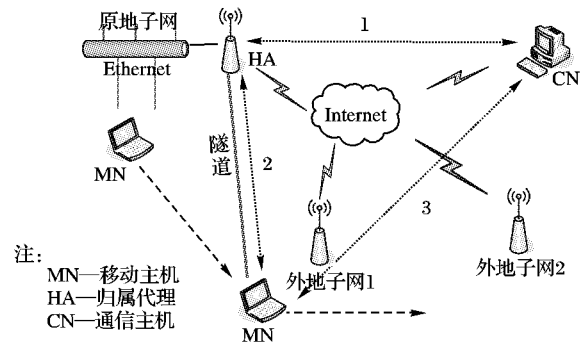 原地子网
Ethernet
HA
1
CN
Internet
MN
隧道
2
3
外地子网1
外地子网2
MN
注：
MN—移动主机
HA—归属代理
CN—通信主机